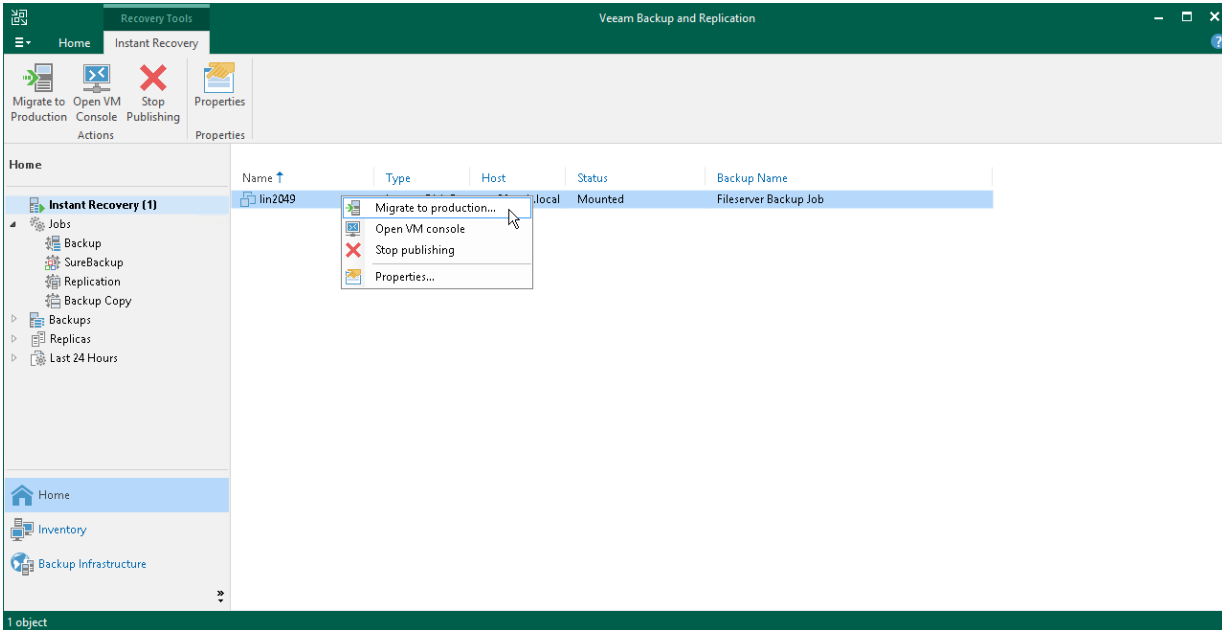 Recovery Tools
Veeam Backup and Replication
Home
Instant Recovery
Migrate to Production
Open VM Console
Stop Publishing
Properties
Actions
Properties
Home
Name
Type
Host
Status
Backup Name
lin2049
.local
Mounted
Fileserver Backup Job
Instant Recovery (1)
Jobs
Backup
SureBackup
Replication
Backup Copy
Backups
Replicas
Last 24 Hours
Migrate to production...
Open VM console
Stop publishing
Properties...
Home
Inventory
Backup Infrastructure
1 object